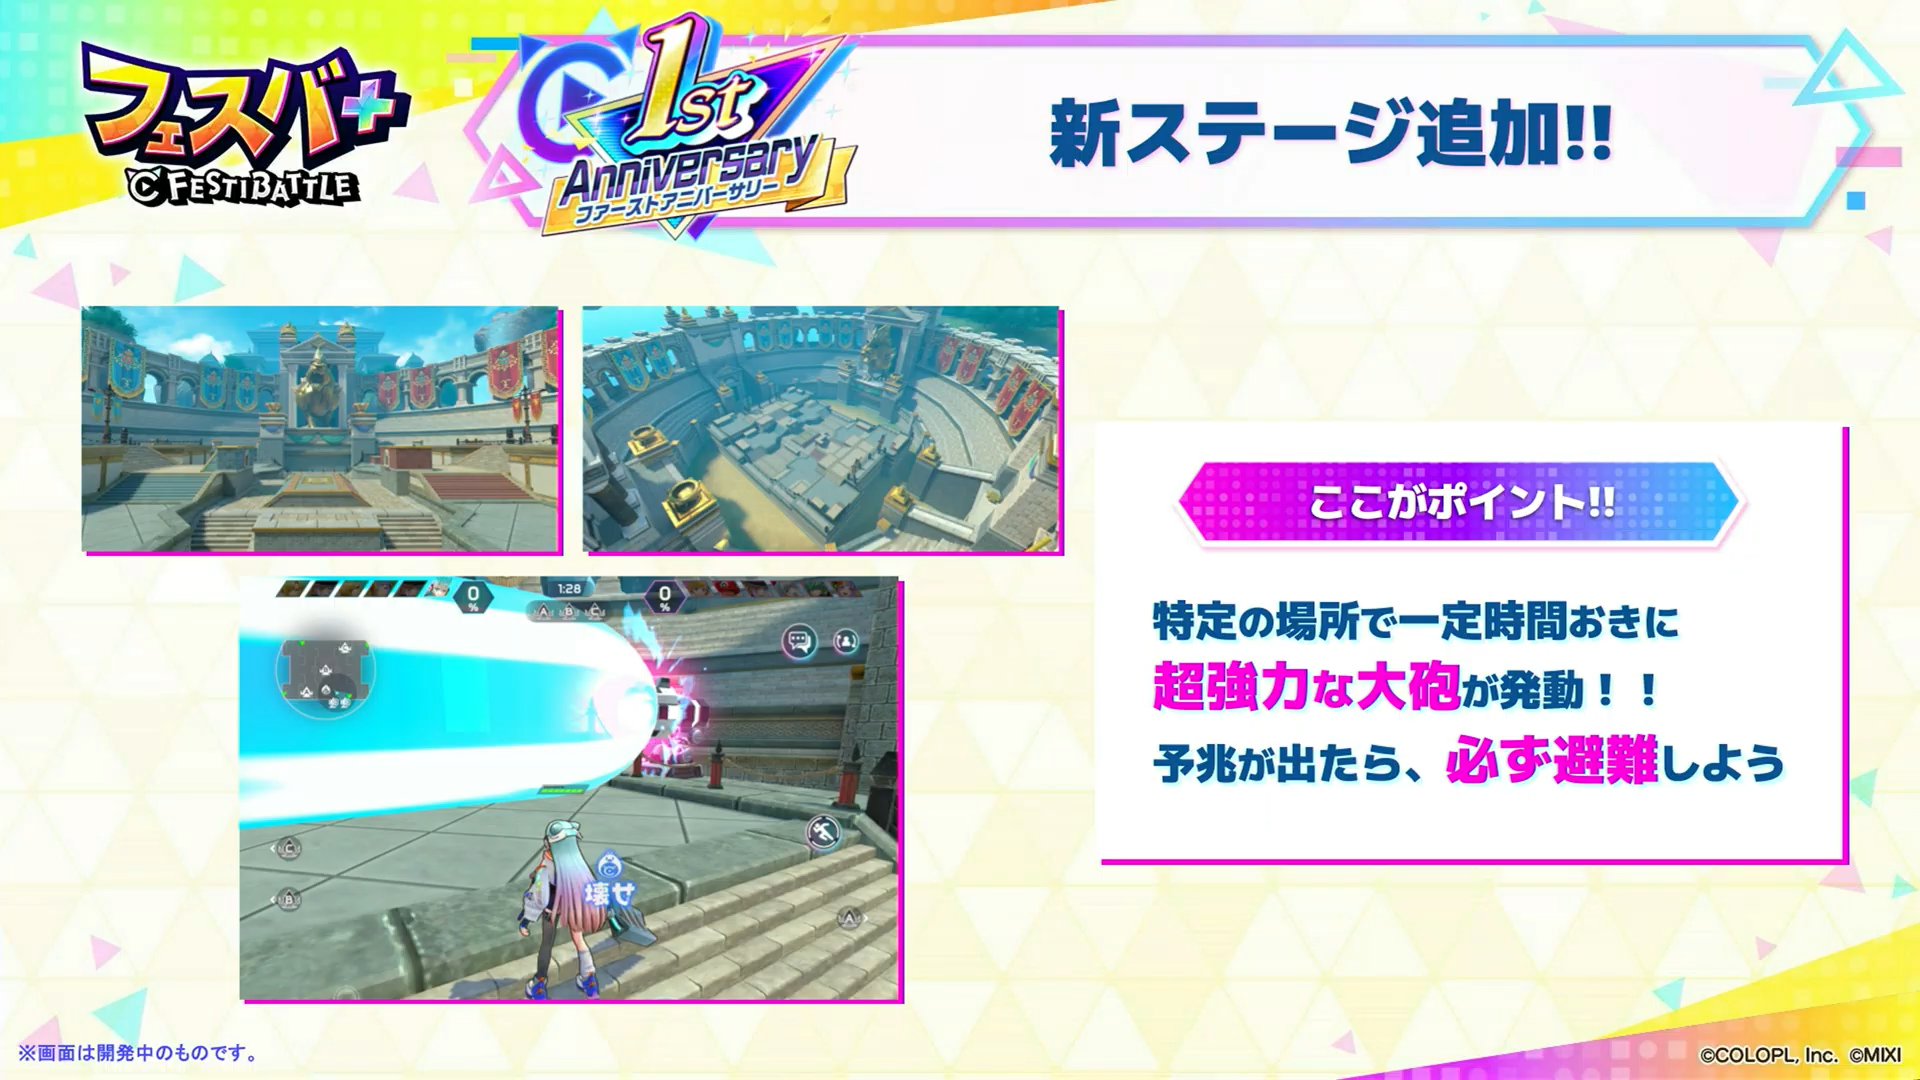 フェスバ+
FESTIBATTLE
1st
Anniversary
ファーストアニバーサリー
新ステージ追加!!
0
%
1:28
0
%
A
B
C
C
B
A
C
B
A
壊せ
ここがポイント!!
特定の場所で一定時間おきに
超強力な大砲が発動！！
予兆が出たら、必ず避難しよう
※画面は開発中のものです。
©COLOPL, Inc. ©MIXI